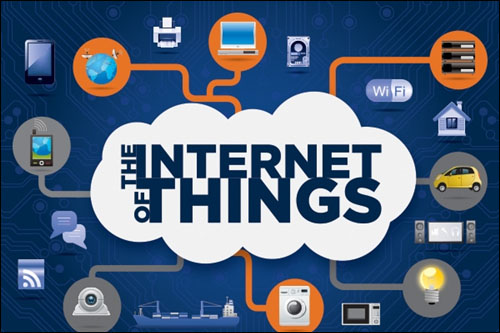 THE INTERNET
OF THINGS
WiFi